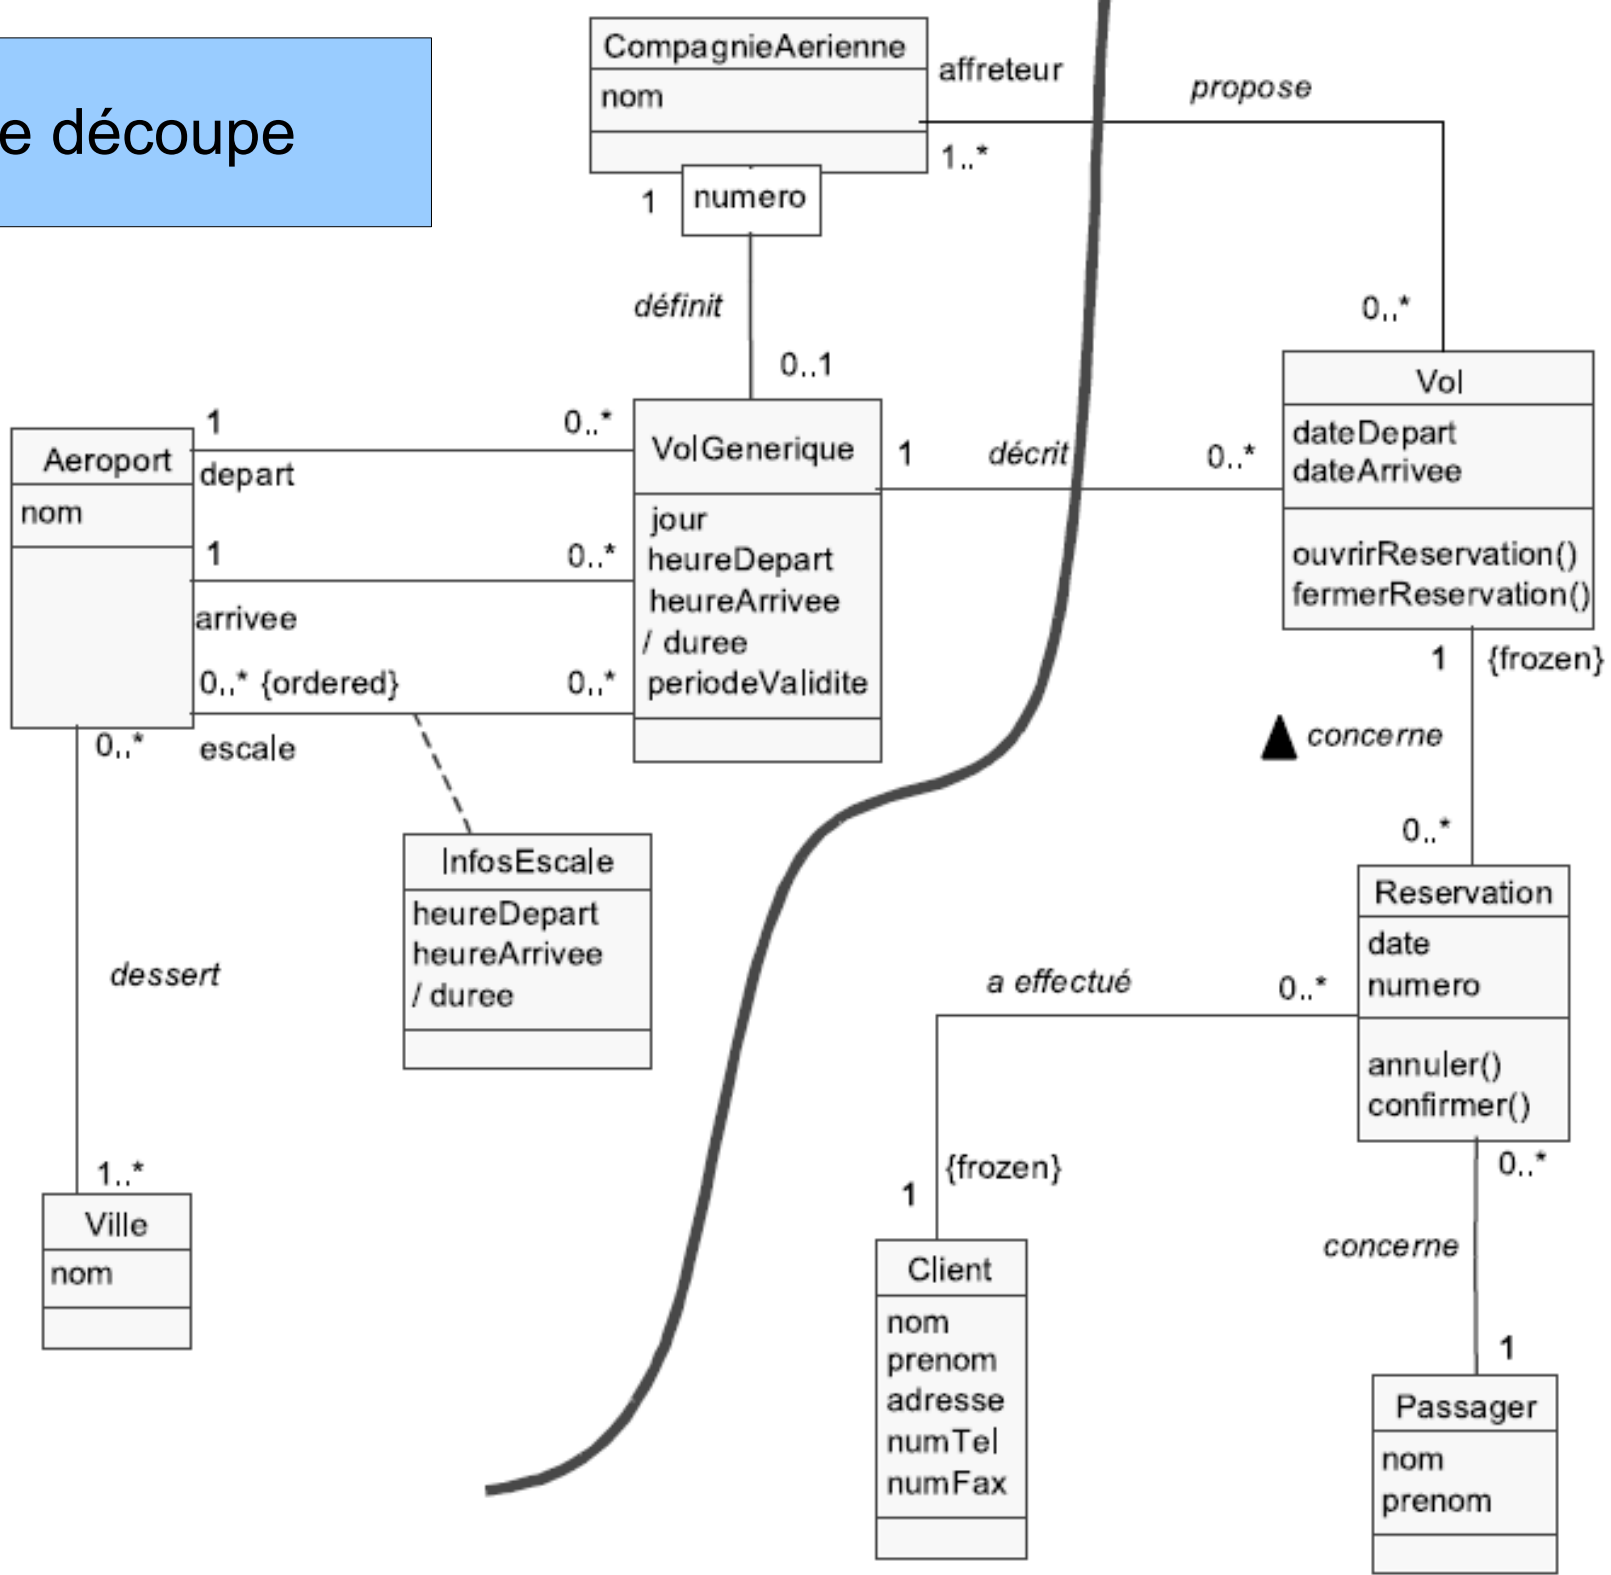 e découpe
CompagnieAerienne
nom
numero
affreteur
propose
1..*
1
définit
0..1
0..*
Vol
dateDepart
dateArrivee
ouvrirReservation()
fermerReservation()
Aeroport
nom
1
depart
0..*
1
arrivee
0..*
0..* {ordered}
escale
0..*
VolGenerique
jour
heureDepart
heureArrivee
/ duree
periodeValidite
1
décrit
0..*
1
{frozen}
concerne
0..*
InfosEscale
heureDepart
heureArrivee
/ duree
0..*
dessert
1..*
Ville
nom
Reservation
date
numero
annuler()
confirmer()
a effectué
0..*
{frozen}
1
Client
nom
prenom
adresse
numTel
numFax
0..*
concerne
1
Passager
nom
prenom